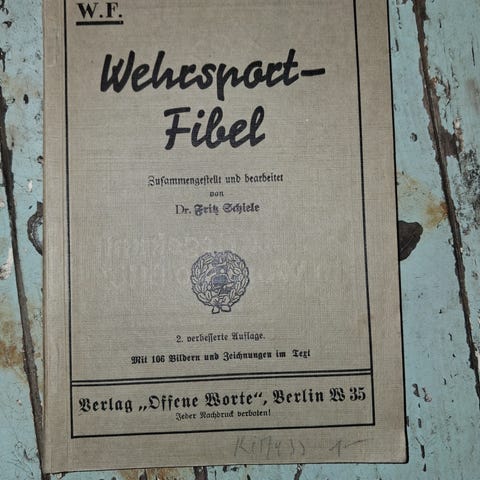 W.F.
Wehrsport-
Fibel
Zusammengestellt und bearbeitet
von
Dr. Fritz Schiele
2. verbesserte Auflage.
Mit 106 Bildern und Zeichnungen im Text
Verlag „Offene Worte“, Berlin W 35
Jeder Nachdruck verboten!